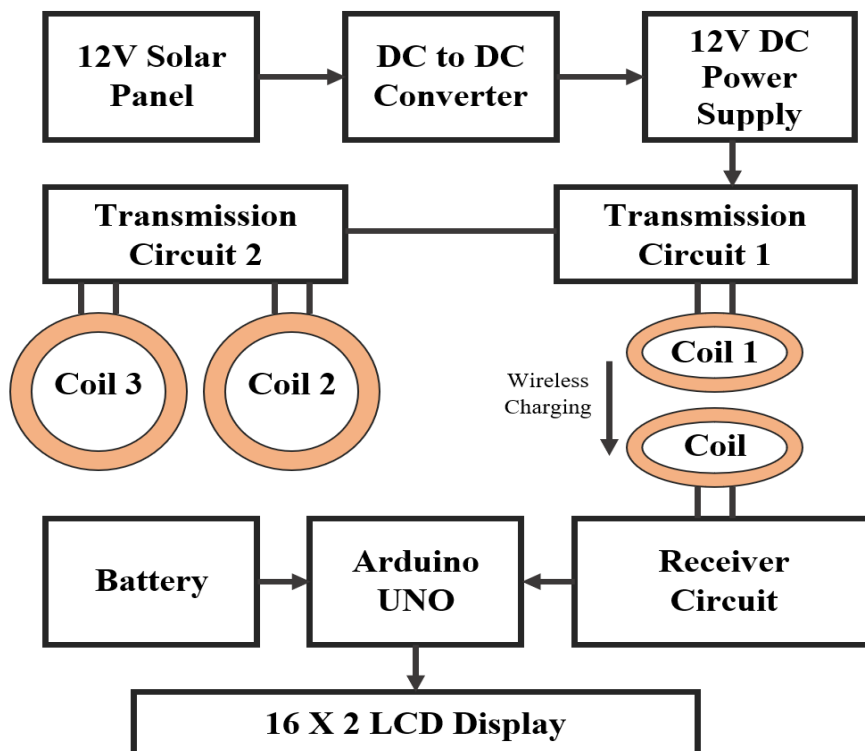 12V Solar
Panel
DC to DC
Converter
12V DC
Power
Supply
Transmission
Circuit 2
Transmission
Circuit 1
Coil 3
Coil 2
Coil 1
Wireless
Charging
Coil
Battery
Arduino
UNO
Receiver
Circuit
16 X 2 LCD Display